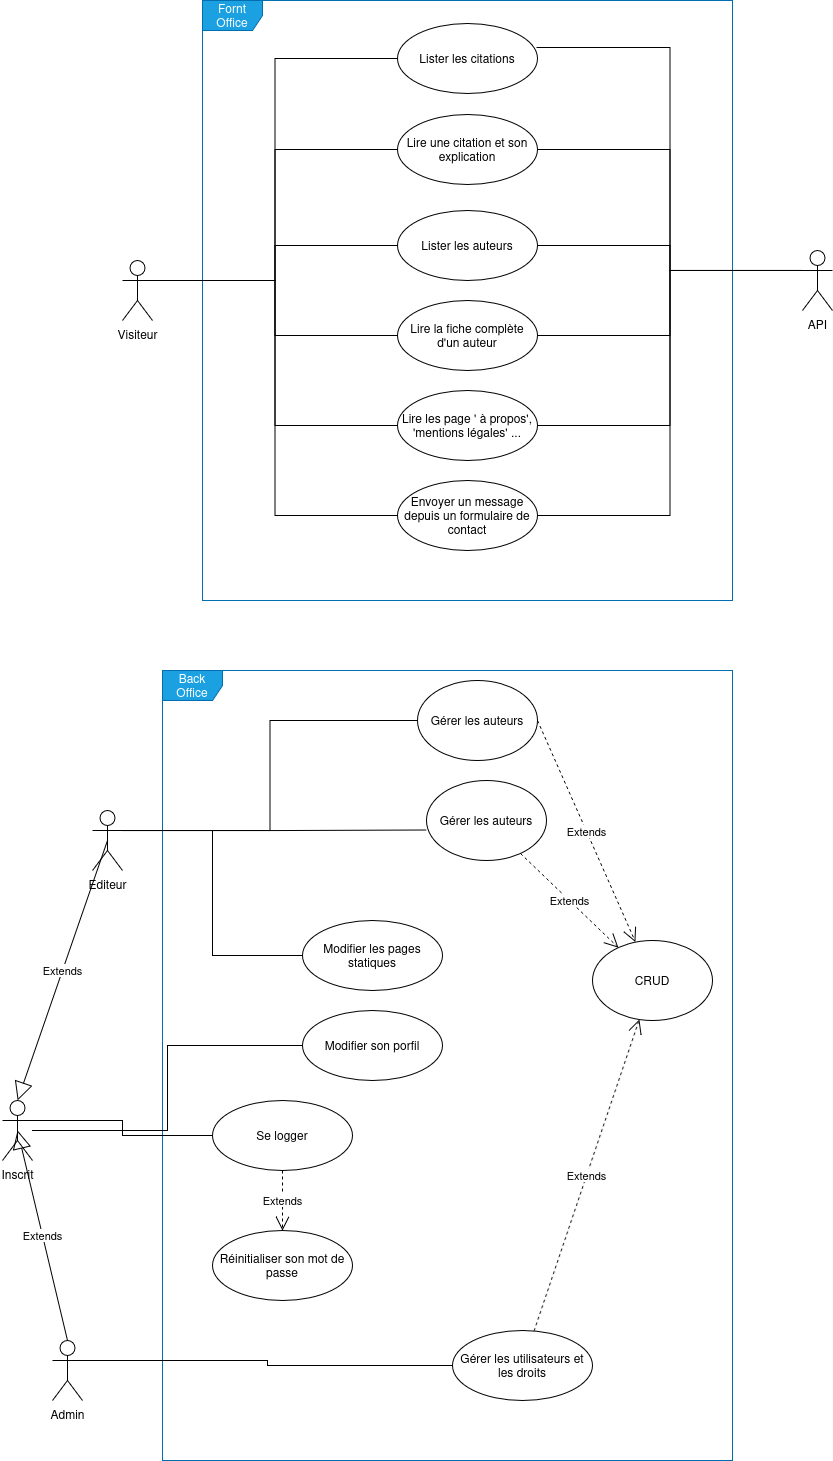 Fornt
Office
Lister les citations
Lire une citation et son
explication
Lister les auteurs
Visiteur
API
Lire la fiche complète
d'un auteur
Lire les page ' à propos',
'mentions légales' ...
Envoyer un message
depuis un formulaire de
contact
Back
Office
Gérer les auteurs
Gérer les auteurs
Extends
Editeur
Extends
Modifier les pages
statiques
Extends
CRUD
Modifier son porfil
Se logger
Inscrit
Extends
Extends
Extends
Réinitialiser son mot de
passe
Gérer les utilisateurs et
les droits
Admin